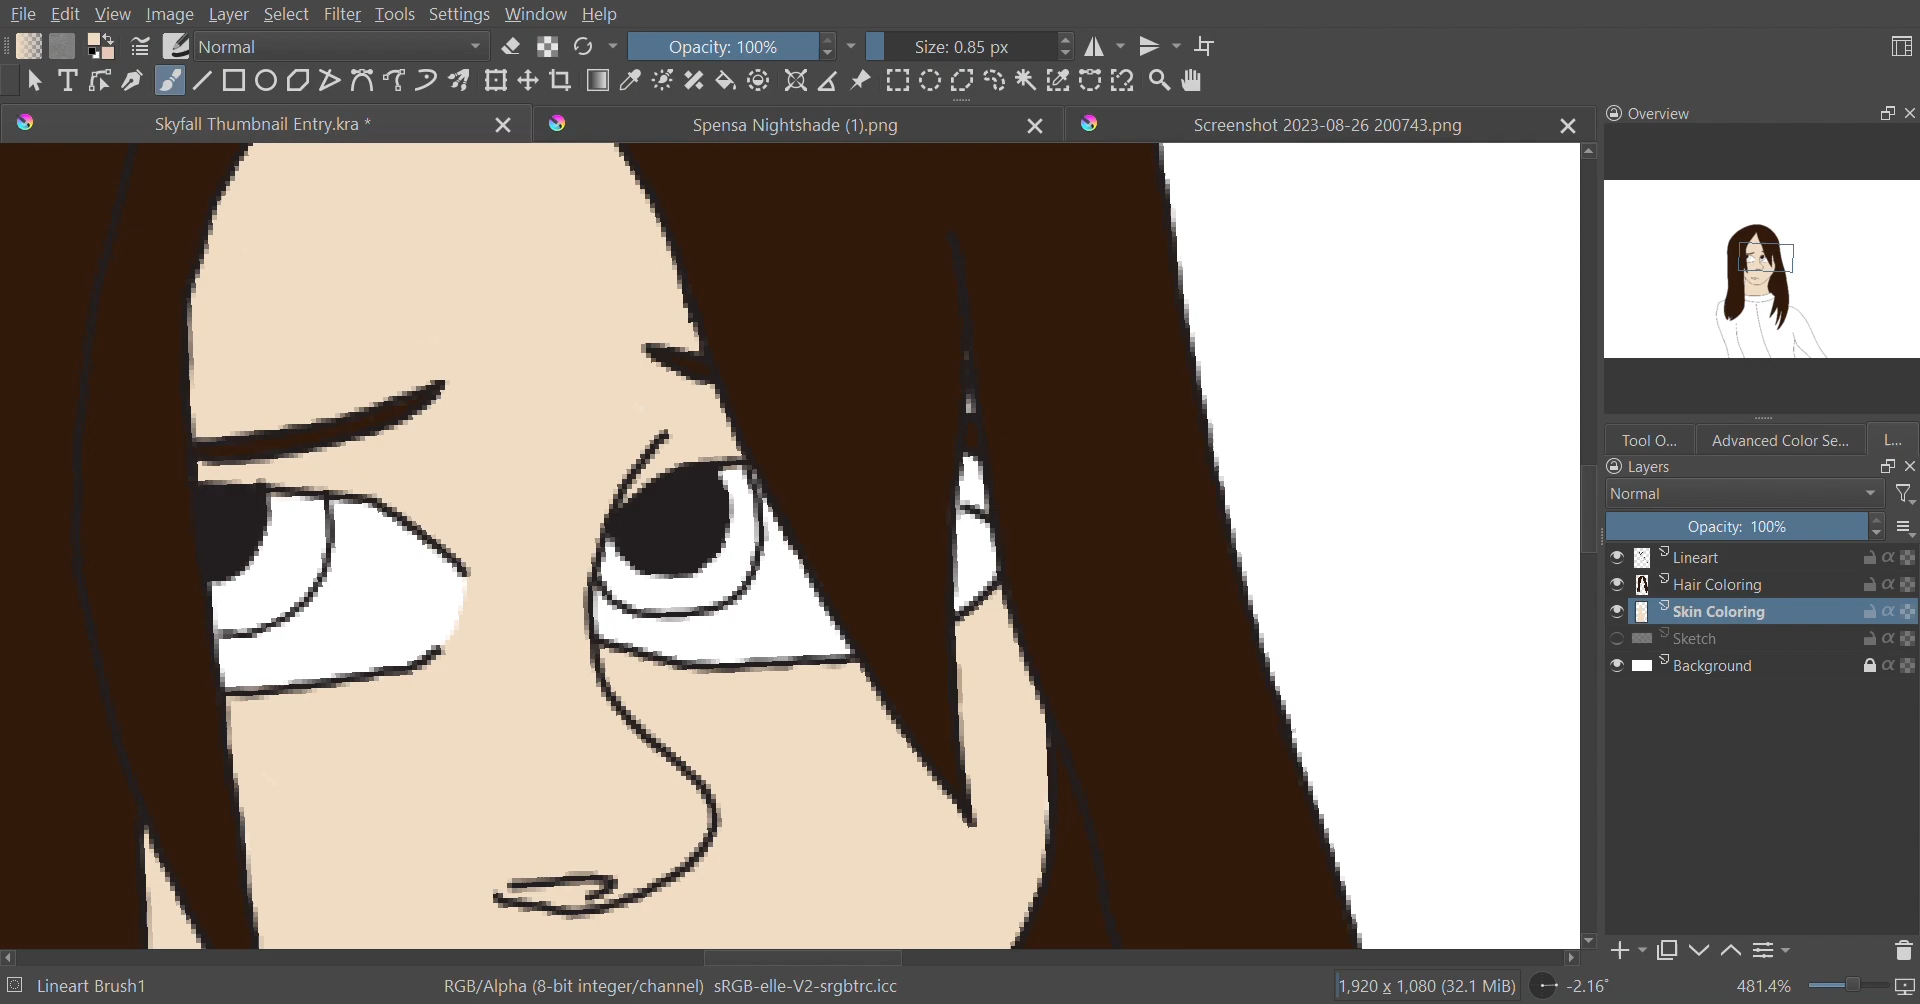 File Edit View Image Layer Select Filter Tools Settings Window Help
Normal Opacity: 100% Size: 0.85 px
Skyfall Thumbnail Entry.kra * Spensa Nightshade (1).png Screenshot 2023-08-26 200743.png
Overview
Tool O... Advanced Color Se... L...
Layers
Normal
Opacity: 100%
Lineart
Hair Coloring
Skin Coloring
Sketch
Background
Lineart Brush1 RGB/Alpha (8-bit integer/channel) sRGB-elle-V2-srgbtrc.icc 1,920 x 1,080 (32.1 MiB) -2.16° 481.4%